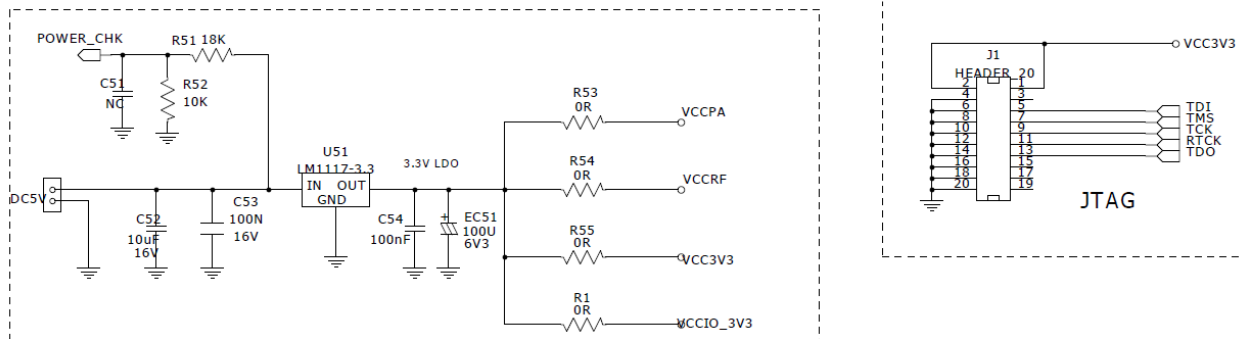 POWER_CHK
R51 18K
C51
NC
R52
10K
DC5V
C52
10uF
16V
C53
100N
16V
U51
LM1117-3.3
IN OUT
GND
3.3V LDO
C54
100nF
EC51
100U
6V3
+
R53
0R
VCCPA
R54
0R
VCCRF
R55
0R
VCC3V3
R1
0R
VCCIO_3V3
J1
HEADER_20
VCC3V3
2 1
4 3
6 5 TDI
8 7 TMS
10 9 TCK
12 11 RTCK
14 13 TDO
16 15
18 17
20 19
JTAG